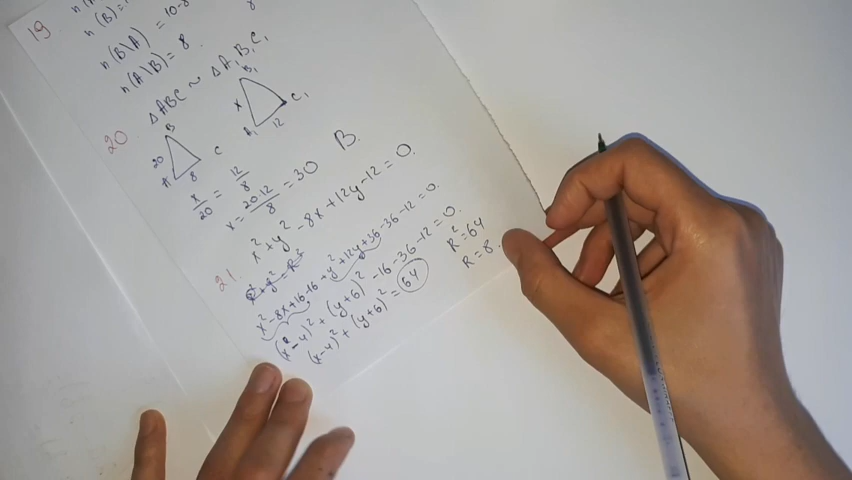 19
n(B\A) = 10-8
n(A\B) = 8
20. △ABC ~ △A₁B₁C₁
B
20
A
8
C
B₁
x
A₁
12
C₁
x/20 = 12/8
x = 20·12/8 = 30
B.
21. x² + y² - 8x + 12y - 12 = 0.
x² - 8x + 16 - 16 + y² + 12y + 36 - 36 - 12 = 0.
(x - 4)² + (y + 6)² - 16 - 36 - 12 = 0.
(x - 4)² + (y + 6)² = 64
R² = 64
R = 8.